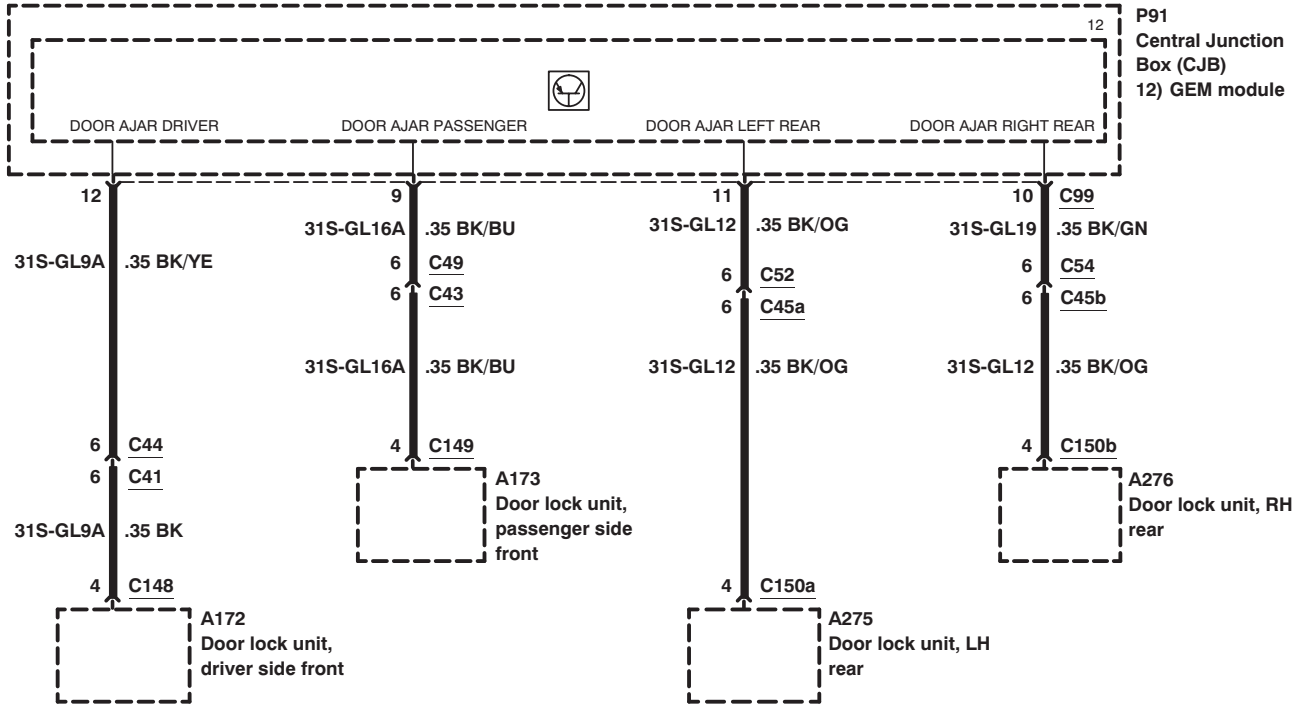 P91
Central Junction
Box (CJB)
12) GEM module
12
DOOR AJAR DRIVER
DOOR AJAR PASSENGER
DOOR AJAR LEFT REAR
DOOR AJAR RIGHT REAR
12
9
11
10 C99
31S-GL16A .35 BK/BU
31S-GL12 .35 BK/OG
31S-GL19 .35 BK/GN
31S-GL9A .35 BK/YE
6 C49
6 C43
6 C52
6 C45a
6 C54
6 C45b
31S-GL16A .35 BK/BU
31S-GL12 .35 BK/OG
31S-GL12 .35 BK/OG
6 C44
6 C41
4 C149
4 C150b
A173
Door lock unit,
passenger side
front
A276
Door lock unit, RH
rear
31S-GL9A .35 BK
4 C148
4 C150a
A172
Door lock unit,
driver side front
A275
Door lock unit, LH
rear